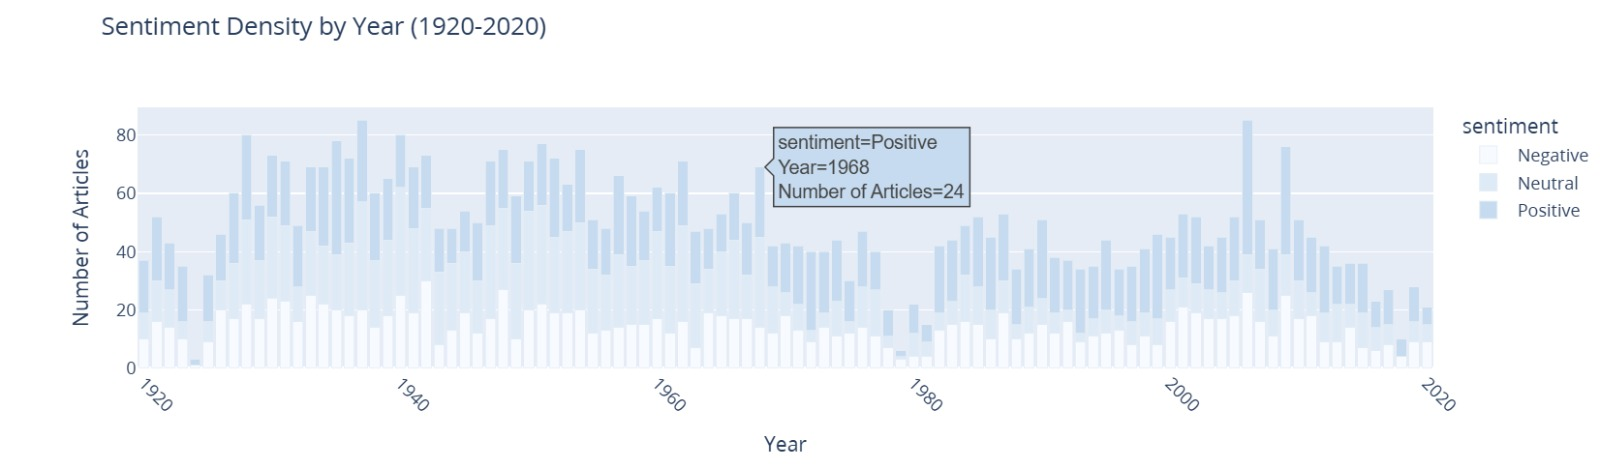 Sentiment Density by Year (1920-2020)
Number of Articles
80
60
40
20
0
sentiment=Positive
Year=1968
Number of Articles=24
sentiment
Negative
Neutral
Positive
1920
1940
1960
1980
2000
2020
Year